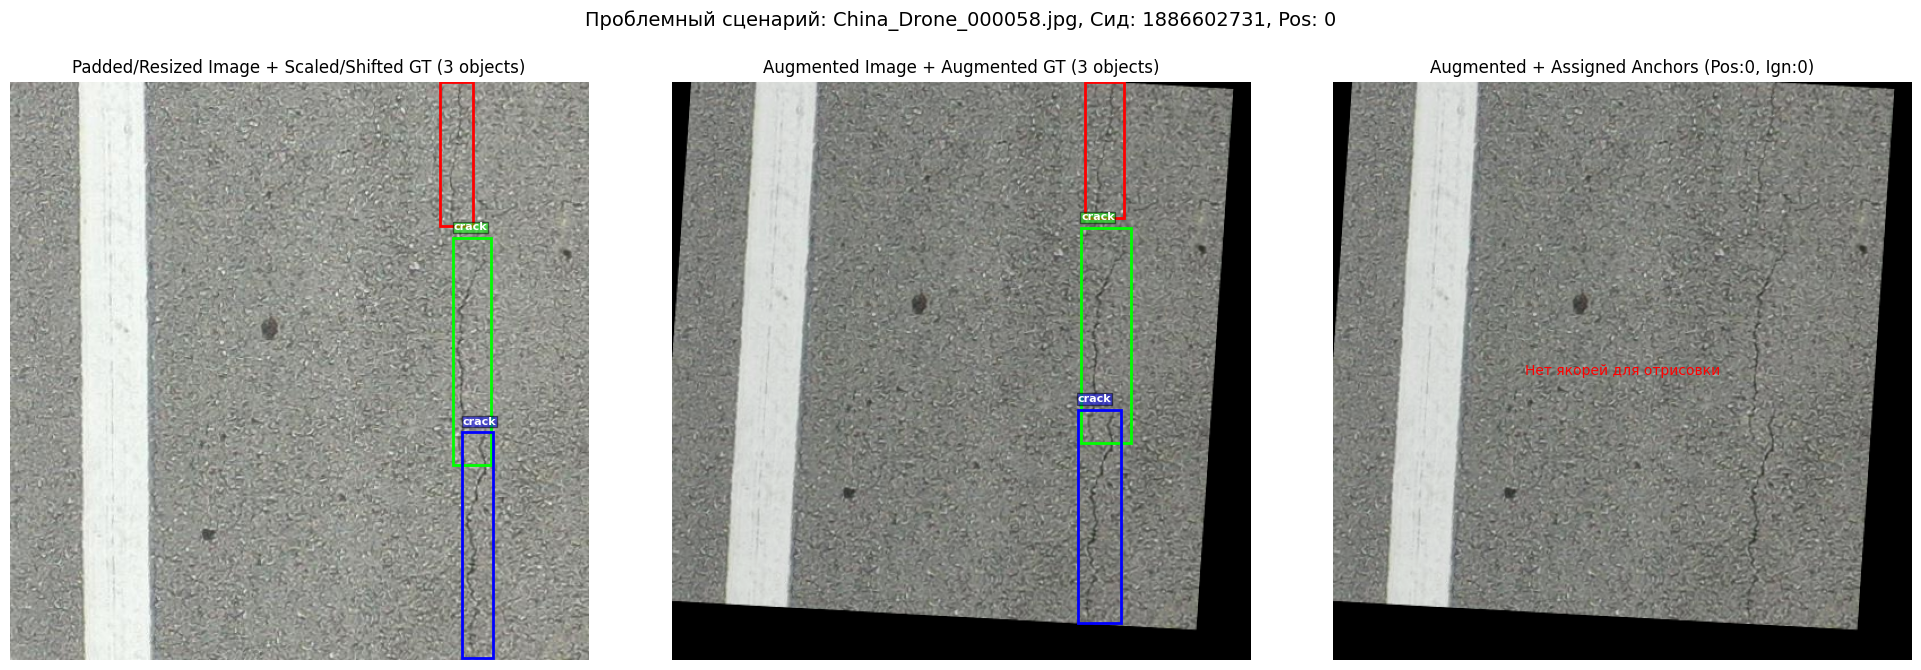 Проблемный сценарий: China_Drone_000058.jpg, Сид: 1886602731, Pos: 0
Padded/Resized Image + Scaled/Shifted GT (3 objects)
Augmented Image + Augmented GT (3 objects)
Augmented + Assigned Anchors (Pos:0, Ign:0)
crack
crack
crack
crack
Нет якорей для отрисовки